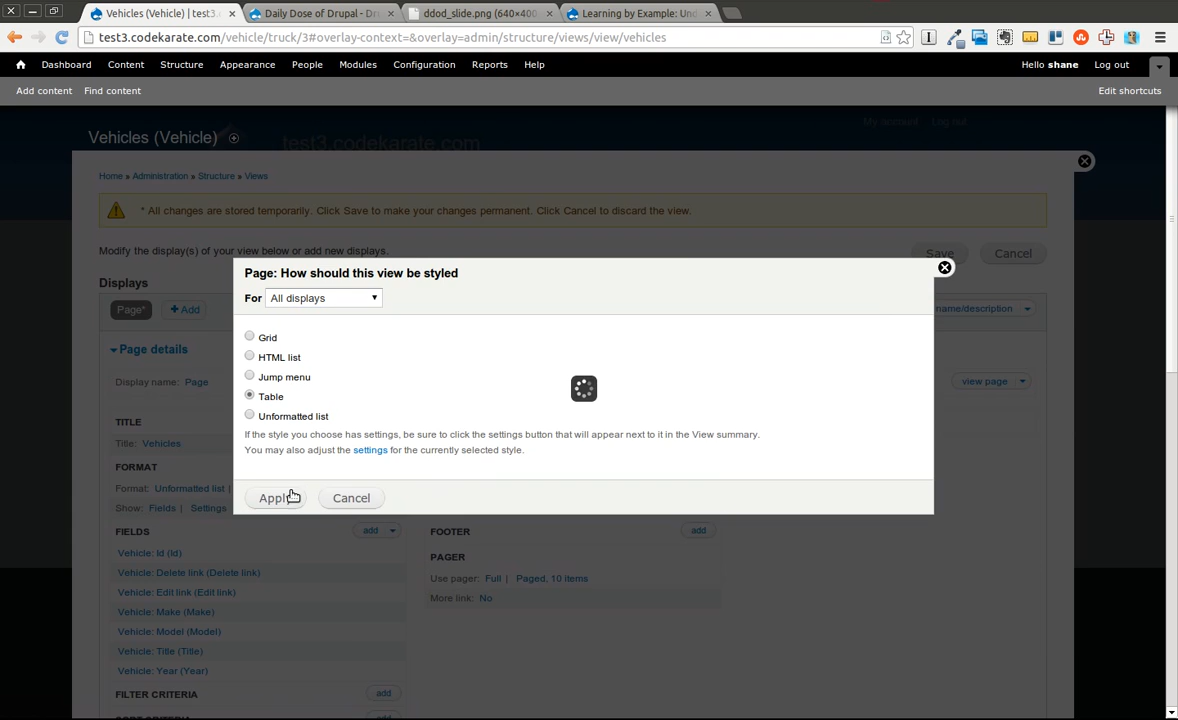 Vehicles (Vehicle) | test3.
Daily Dose of Drupal - Dr
ddod_slide.png (640×400
Learning by Example: Und
test3.codekarate.com/vehicle/truck/3#overlay-context=&overlay=admin/structure/views/view/vehicles
Dashboard Content Structure Appearance People Modules Configuration Reports Help Hello shane Log out
Add content Find content Edit shortcuts
My account Log out
Vehicles (Vehicle) test3.codekarate.com
Home » Administration » Structure » Views
* All changes are stored temporarily. Click Save to make your changes permanent. Click Cancel to discard the view.
Modify the display(s) of your view below or add new displays. Save Cancel
Displays
Page* Add name/description
Page details
Display name: Page view page
TITLE
Title: Vehicles
FORMAT
Format: Unformatted list |
Show: Fields | Settings
FIELDS add
Vehicle: Id (Id)
Vehicle: Delete link (Delete link)
Vehicle: Edit link (Edit link)
Vehicle: Make (Make)
Vehicle: Model (Model)
Vehicle: Title (Title)
Vehicle: Year (Year)
FILTER CRITERIA add
FOOTER add
PAGER
Use pager: Full | Paged, 10 items
More link: No
Page: How should this view be styled
For All displays
Grid
HTML list
Jump menu
Table
Unformatted list
If the style you choose has settings, be sure to click the settings button that will appear next to it in the View summary.
You may also adjust the settings for the currently selected style.
Apply Cancel